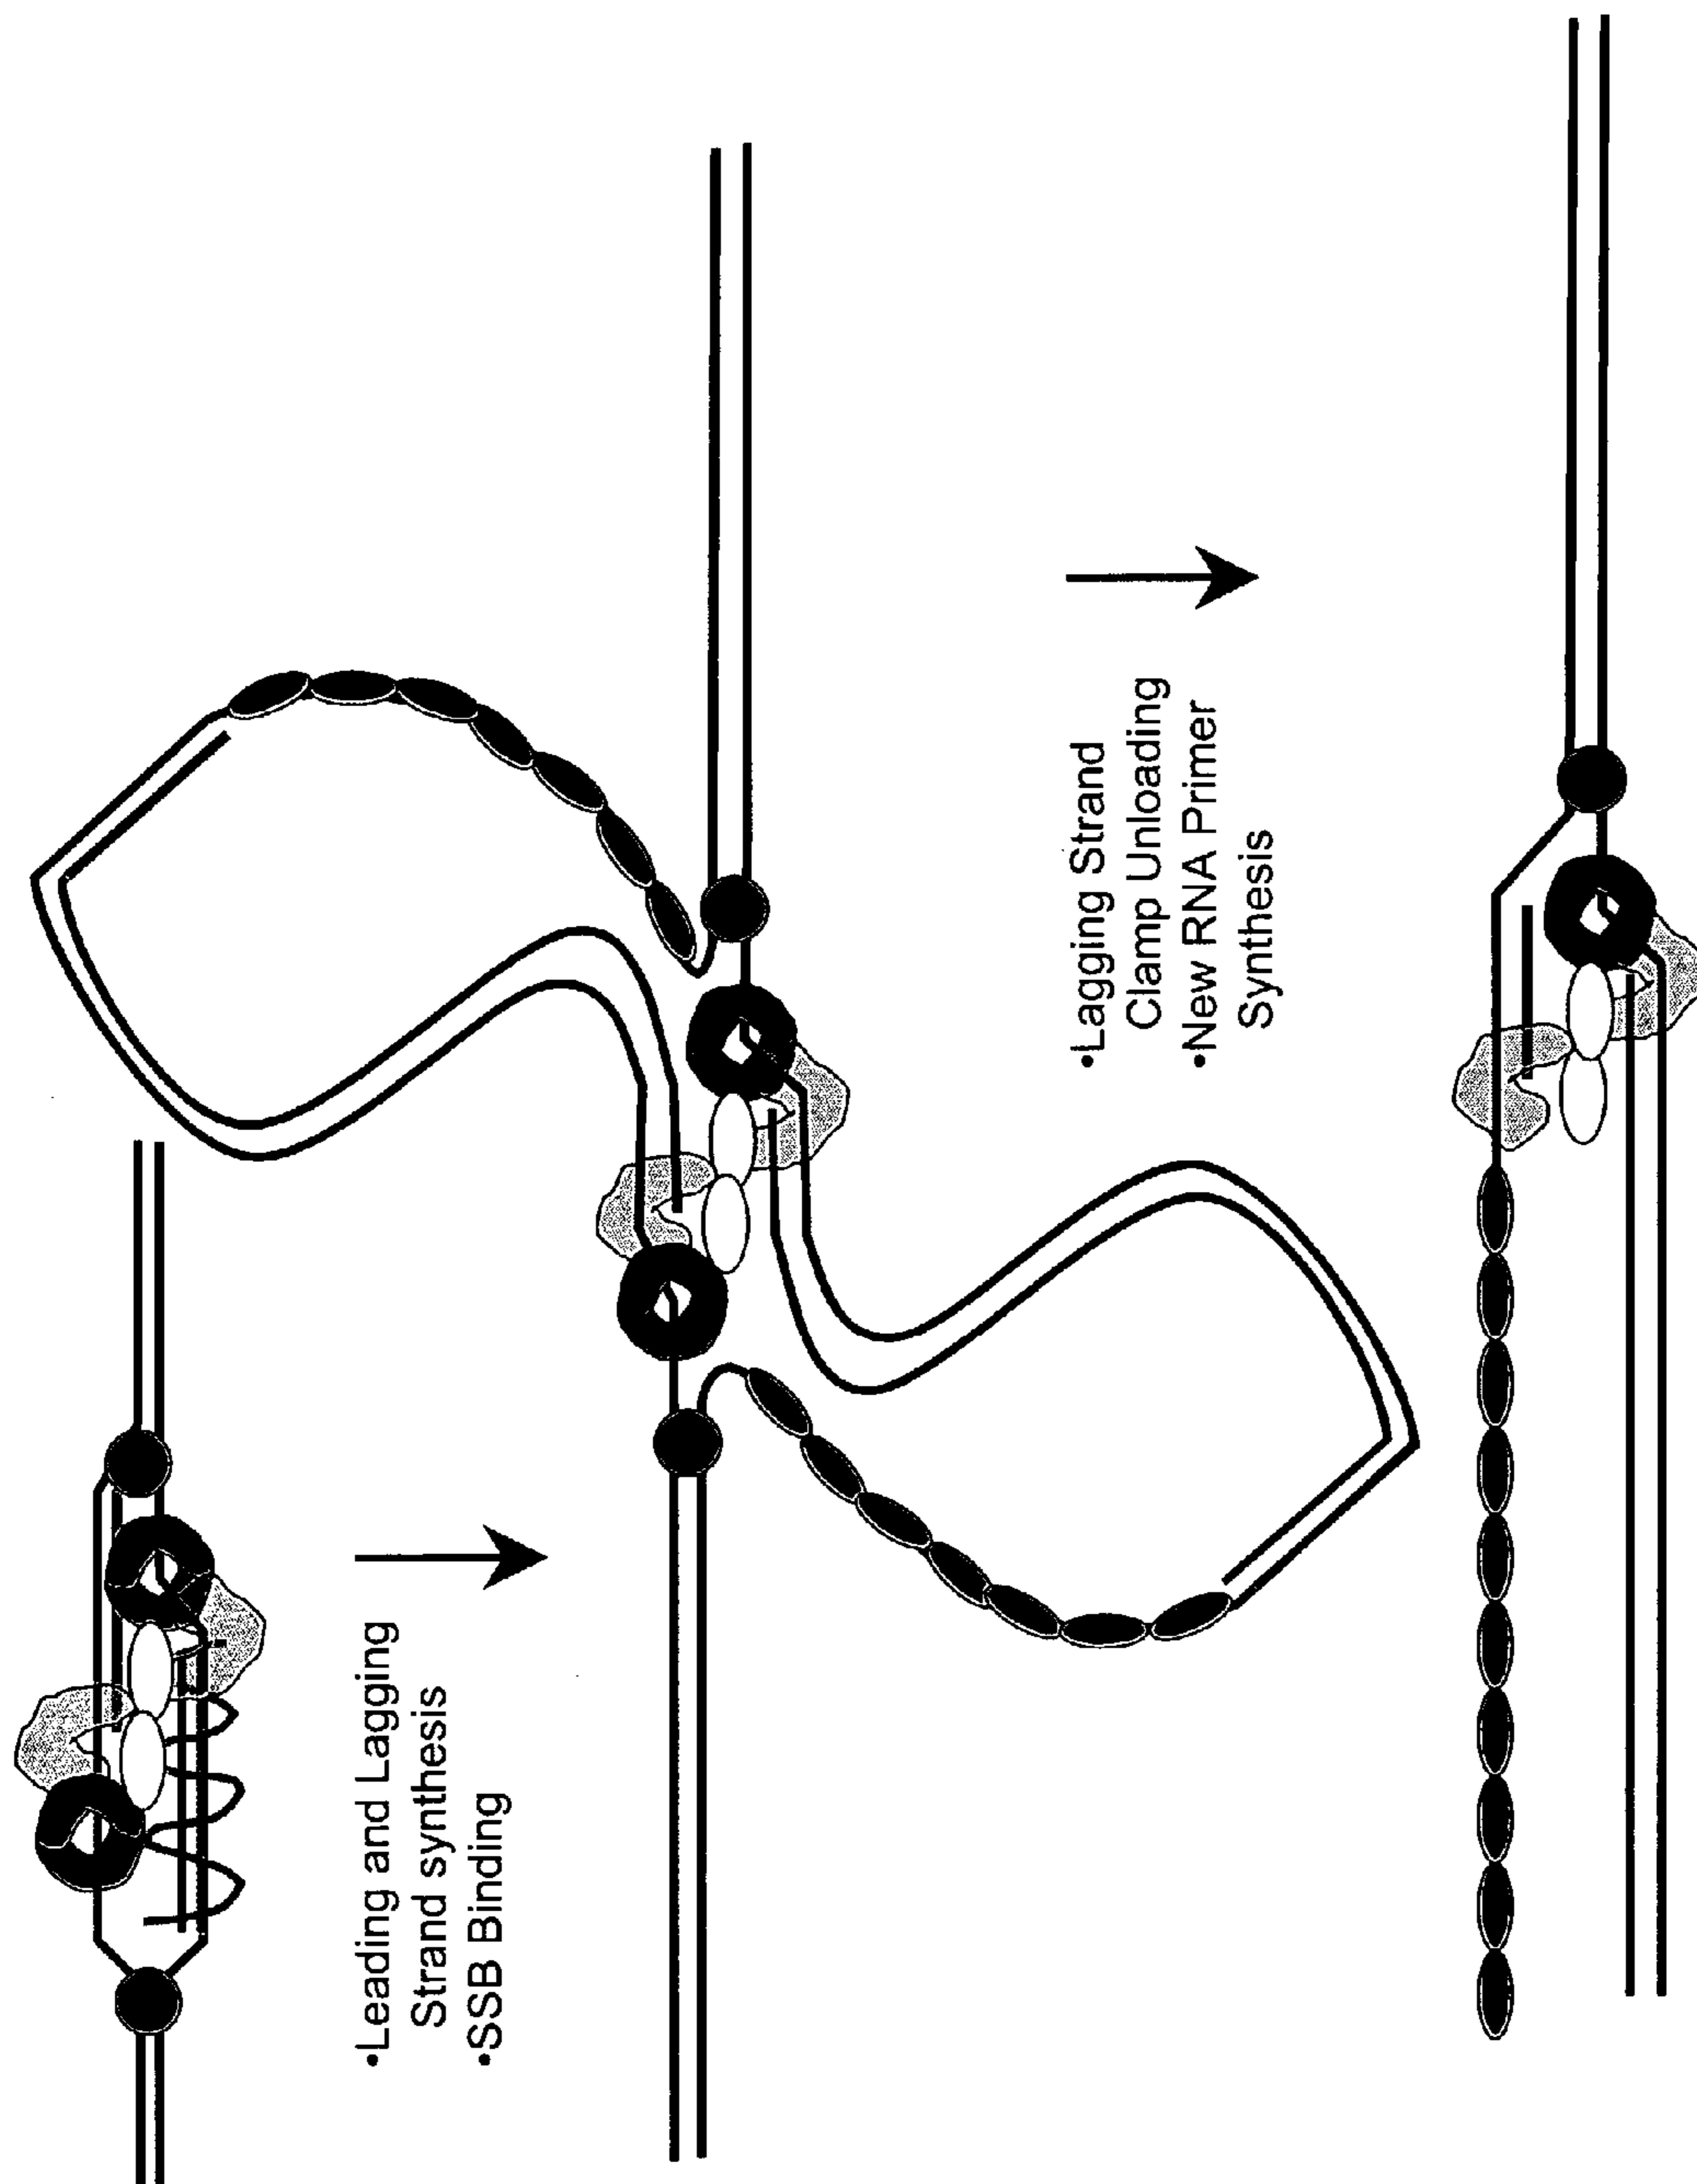 •Leading and Lagging
Strand synthesis
•SSB Binding
•Lagging Strand
Clamp Unloading
•New RNA Primer
Synthesis